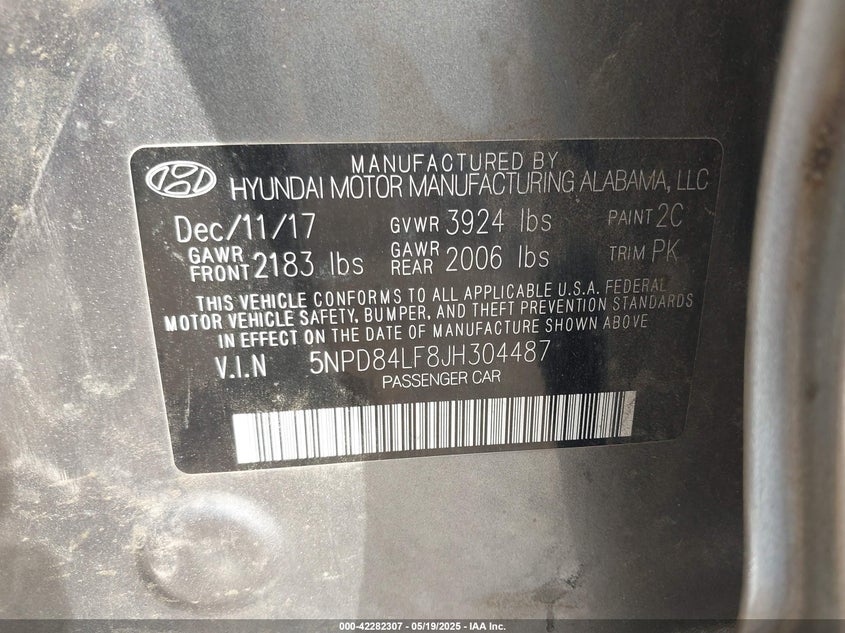 MANUFACTURED BY
HYUNDAI MOTOR MANUFACTURING ALABAMA, LLC
Dec/11/17 GVWR 3924 lbs PAINT 2C
GAWR FRONT 2183 lbs GAWR REAR 2006 lbs TRIM PK
THIS VEHICLE CONFORMS TO ALL APPLICABLE U.S.A. FEDERAL
MOTOR VEHICLE SAFETY, BUMPER, AND THEFT PREVENTION STANDARDS
IN EFFECT ON THE DATE OF MANUFACTURE SHOWN ABOVE
V.I.N 5NPD84LF8JH304487
PASSENGER CAR
000-42282307 - 05/19/2025 - IAA Inc.